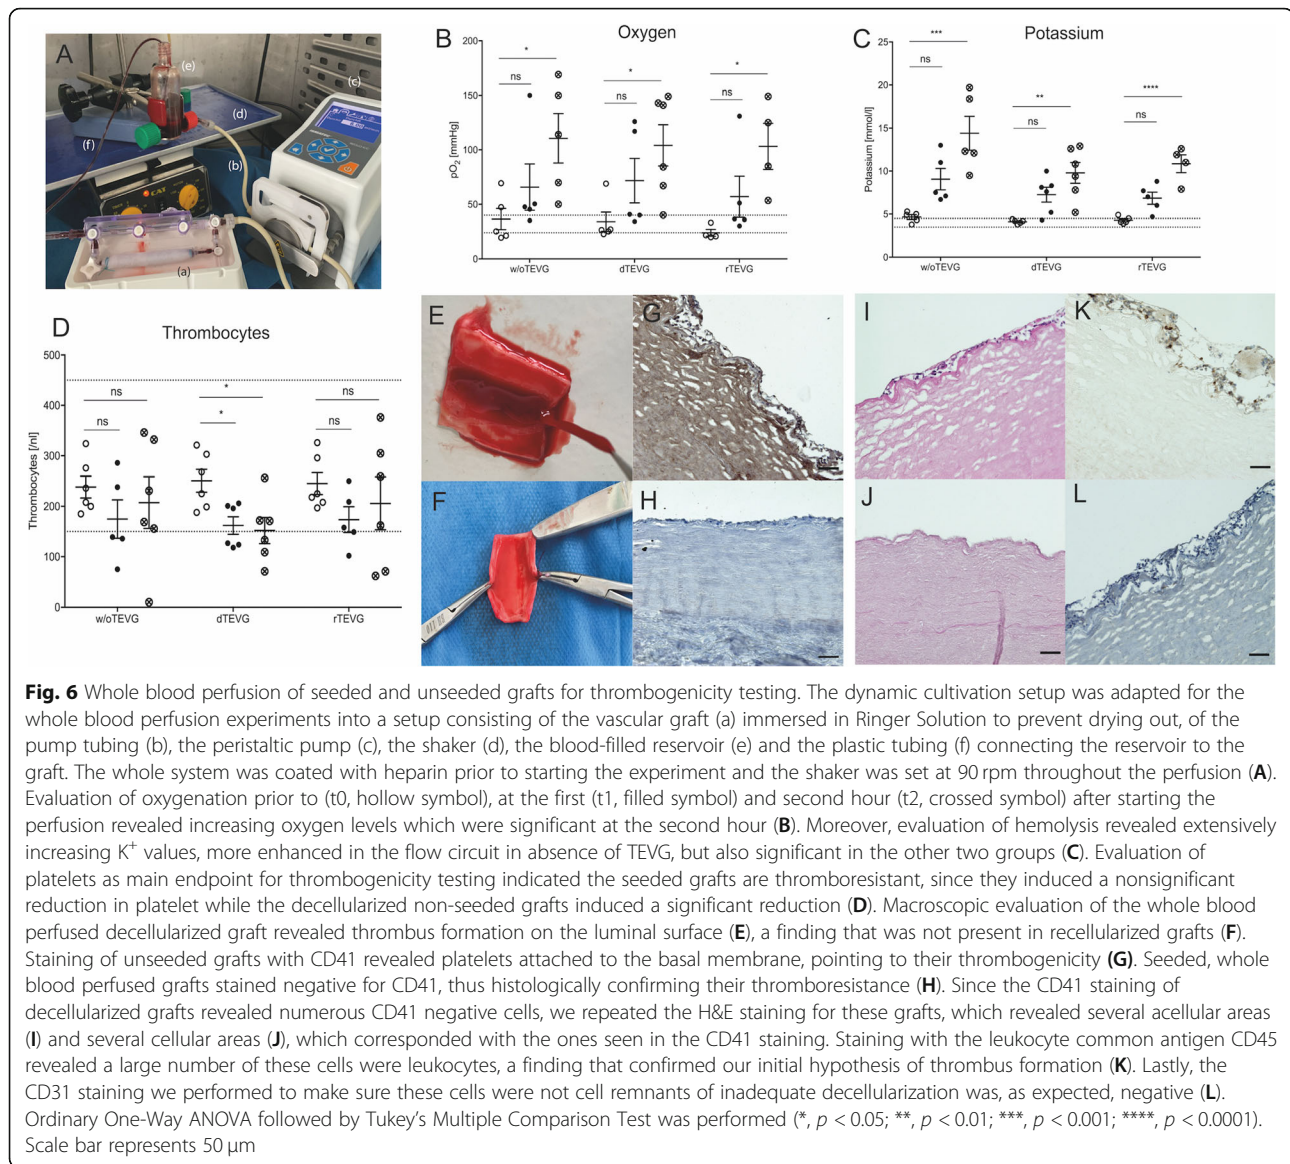 A
(e)
(c)
(d)
(f)
(b)
CAT
(a)
B
Oxygen
200
150
100
50
0
pO2 [mmHg]
*
ns
*
ns
*
ns
w/oTEVG
dTEVG
rTEVG
C
Potassium
25
20
15
10
5
0
Potassium [mmol/l]
***
ns
**
ns
****
ns
w/oTEVG
dTEVG
rTEVG
D
Thrombocytes
500
400
300
200
100
0
Thrombocytes [/nl]
ns
ns
*
*
ns
ns
w/oTEVG
dTEVG
rTEVG
E
G
I
K
F
H
J
L
Fig. 6 Whole blood perfusion of seeded and unseeded grafts for thrombogenicity testing. The dynamic cultivation setup was adapted for the
whole blood perfusion experiments into a setup consisting of the vascular graft (a) immersed in Ringer Solution to prevent drying out, of the
pump tubing (b), the peristaltic pump (c), the shaker (d), the blood-filled reservoir (e) and the plastic tubing (f) connecting the reservoir to the
graft. The whole system was coated with heparin prior to starting the experiment and the shaker was set at 90 rpm throughout the perfusion (A).
Evaluation of oxygenation prior to (t0, hollow symbol), at the first (t1, filled symbol) and second hour (t2, crossed symbol) after starting the
perfusion revealed increasing oxygen levels which were significant at the second hour (B). Moreover, evaluation of hemolysis revealed extensively
increasing K+ values, more enhanced in the flow circuit in absence of TEVG, but also significant in the other two groups (C). Evaluation of
platelets as main endpoint for thrombogenicity testing indicated the seeded grafts are thromboresistant, since they induced a nonsignificant
reduction in platelet while the decellularized non-seeded grafts induced a significant reduction (D). Macroscopic evaluation of the whole blood
perfused decellularized graft revealed thrombus formation on the luminal surface (E), a finding that was not present in recellularized grafts (F).
Staining of unseeded grafts with CD41 revealed platelets attached to the basal membrane, pointing to their thrombogenicity (G). Seeded, whole
blood perfused grafts stained negative for CD41, thus histologically confirming their thromboresistance (H). Since the CD41 staining of
decellularized grafts revealed numerous CD41 negative cells, we repeated the H&E staining for these grafts, which revealed several acellular areas
(I) and several cellular areas (J), which corresponded with the ones seen in the CD41 staining. Staining with the leukocyte common antigen CD45
revealed a large number of these cells were leukocytes, a finding that confirmed our initial hypothesis of thrombus formation (K). Lastly, the
CD31 staining we performed to make sure these cells were not cell remnants of inadequate decellularization was, as expected, negative (L).
Ordinary One-Way ANOVA followed by Tukey's Multiple Comparison Test was performed (*, p < 0.05; **, p < 0.01; ***, p < 0.001; ****, p < 0.0001).
Scale bar represents 50 µm